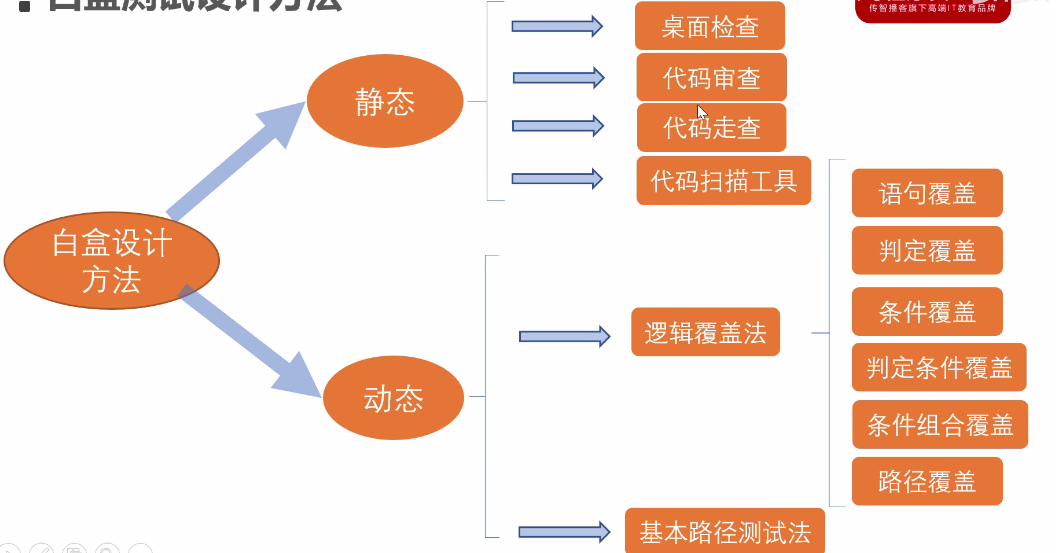 白盒测试设计方法
传智播客旗下高端IT教育品牌
桌面检查
代码审查
代码走查
代码扫描工具
静态
白盒设计
方法
动态
逻辑覆盖法
基本路径测试法
语句覆盖
判定覆盖
条件覆盖
判定条件覆盖
条件组合覆盖
路径覆盖